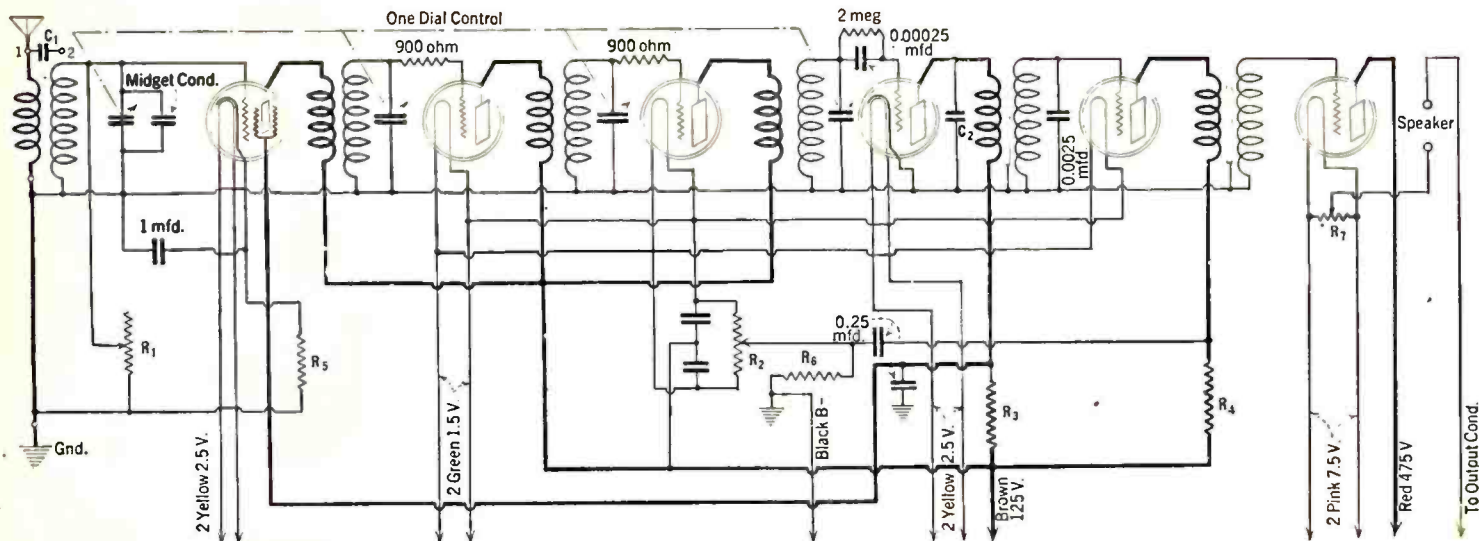 One Dial Control
1
C1
2
Midget Cond.
900 ohm
900 ohm
2 meg
0.00025
mfd
C2
0.0025
mfd
Speaker
1 mfd.
R1
R5
R2
0.25
mfd.
R6
R3
R4
R7
Gnd.
2 Yellow 2.5 V.
2 Green 1.5 V.
Black B-
2 Yellow 2.5 V.
Brown
125 V.
2 Pink 7.5 V.
Red 475 V
To Output Cond.